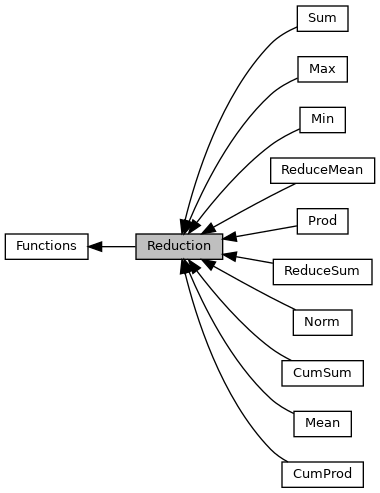 Sum
Max
Min
ReduceMean
Prod
Functions
Reduction
ReduceSum
Norm
CumSum
Mean
CumProd